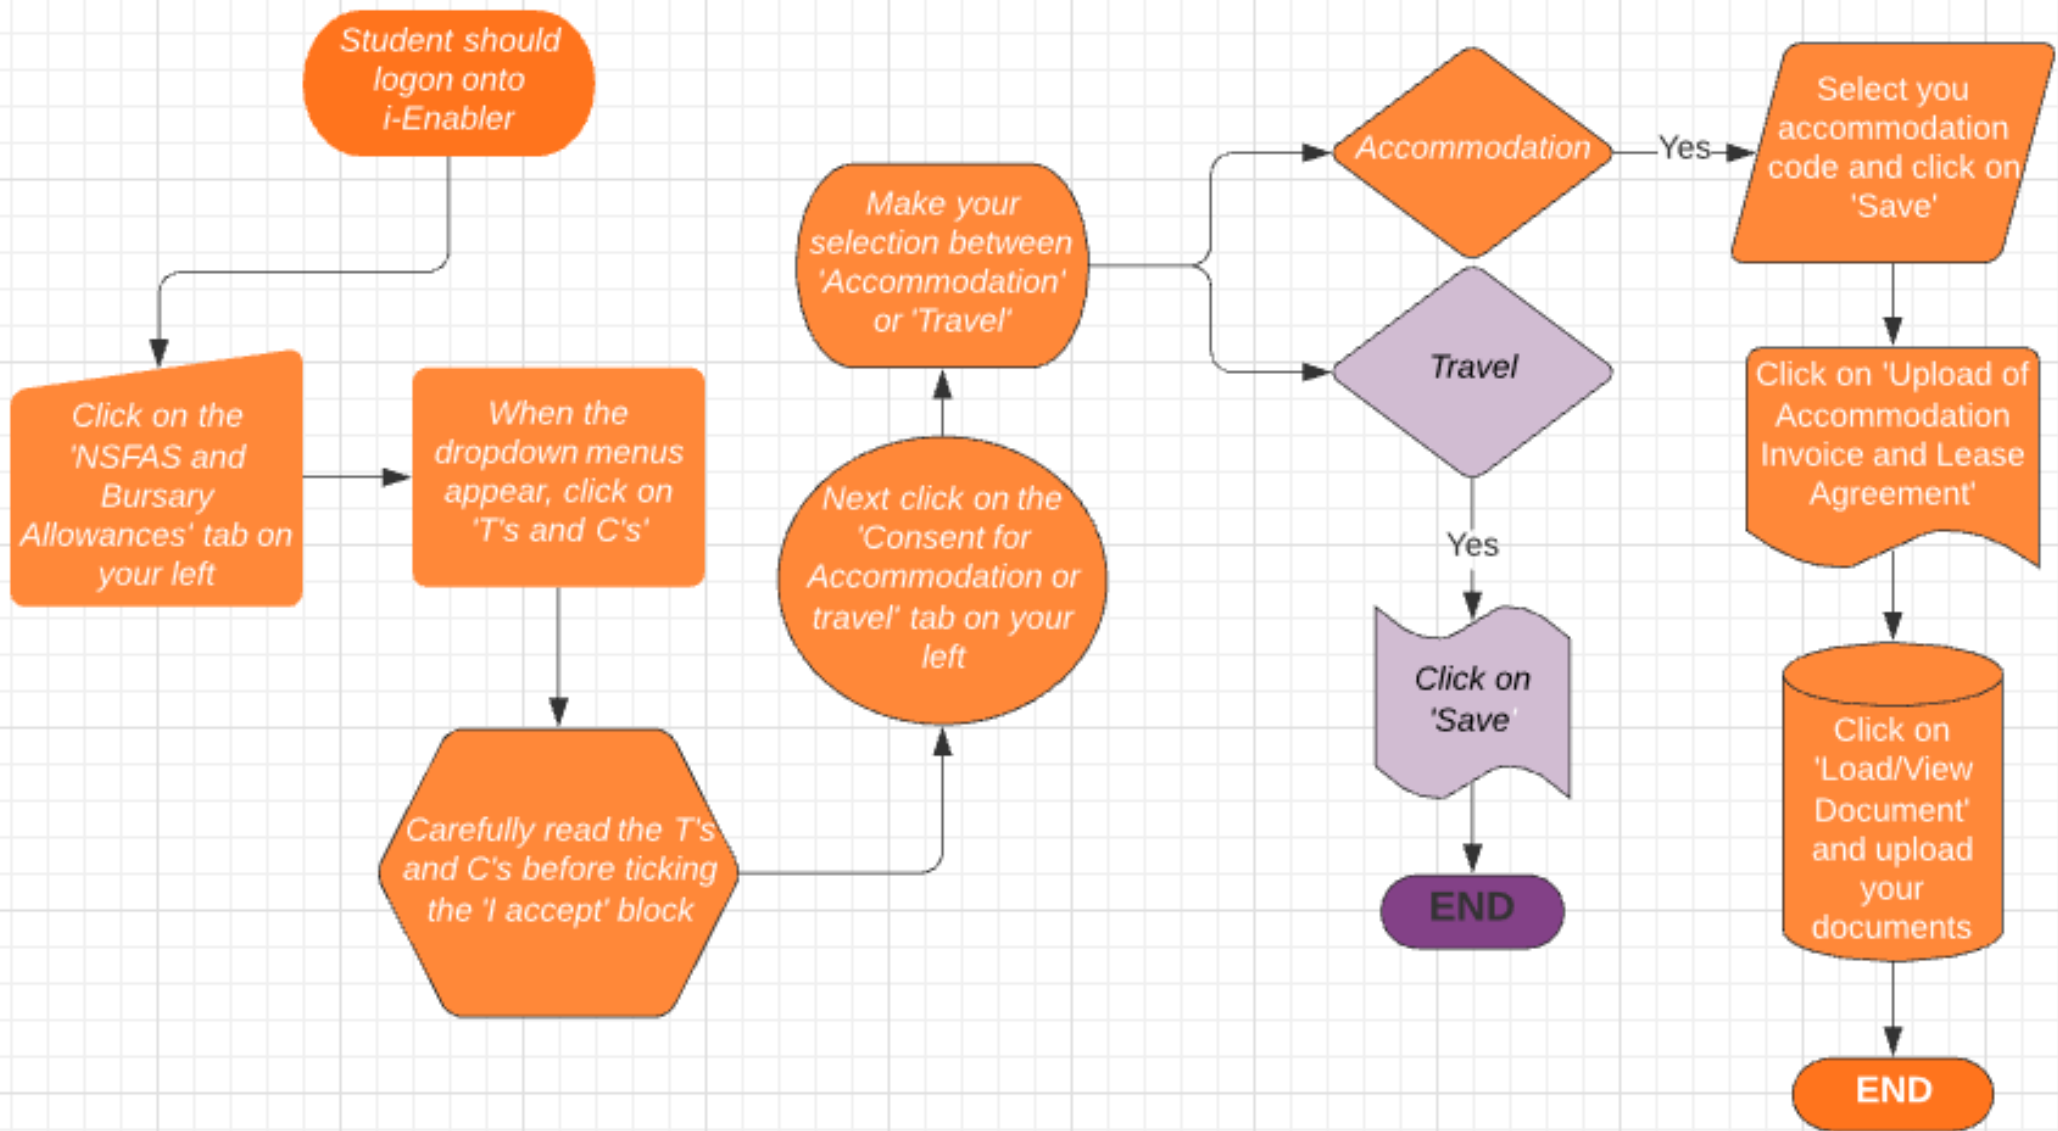 Student should
logon onto
i-Enabler
Click on the
'NSFAS and
Bursary
Allowances' tab on
your left
When the
dropdown menus
appear, click on
'T's and C's'
Carefully read the T's
and C's before ticking
the 'I accept' block
Next click on the
'Consent for
Accommodation or
travel' tab on your
left
Make your
selection between
'Accommodation'
or 'Travel'
Accommodation
Yes
Select you
accommodation
code and click on
'Save'
Click on 'Upload of
Accommodation
Invoice and Lease
Agreement'
Click on
'Load/View
Document'
and upload
your
documents
END
Travel
Yes
Click on
'Save'
END